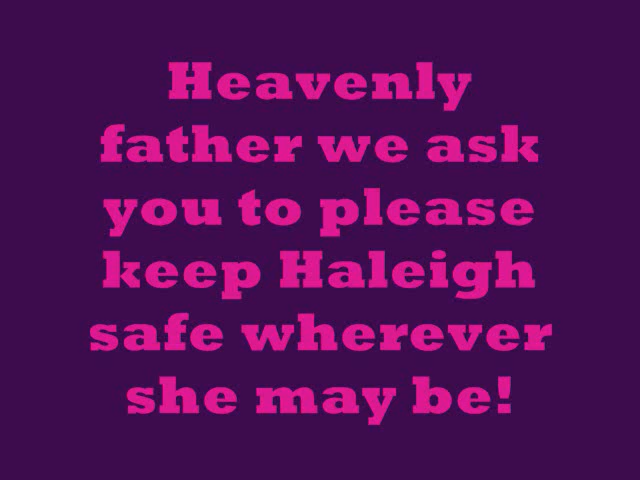 Heavenly
father we ask
you to please
keep Haleigh
safe wherever
she may be!